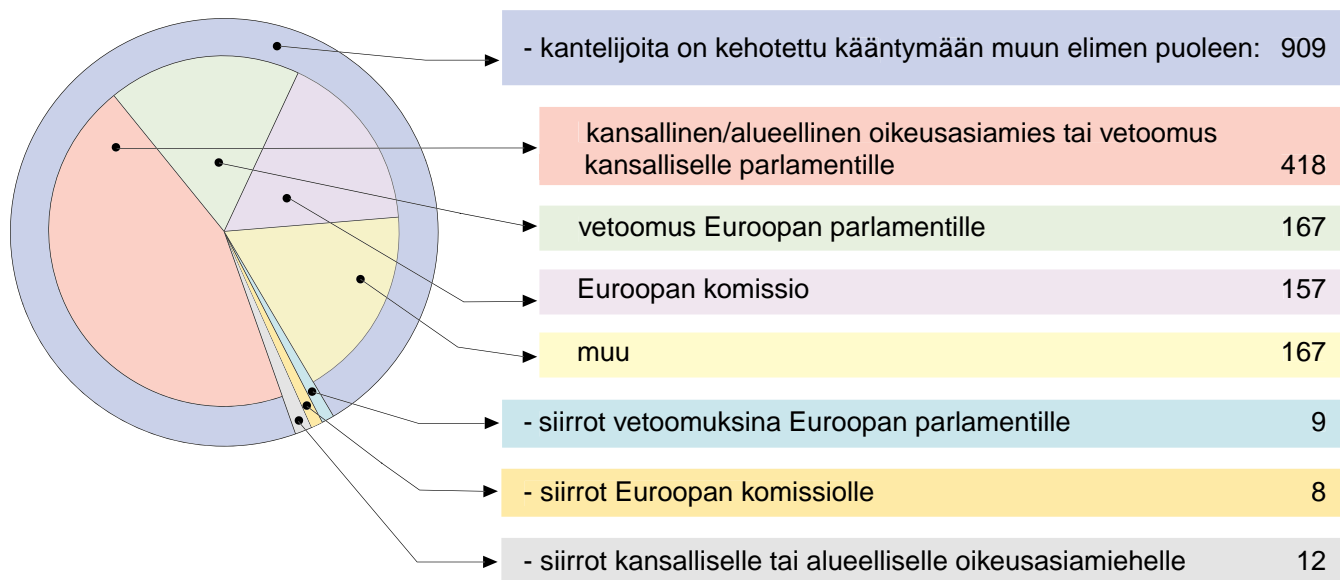 - kantelijoita on kehotettu kääntymään muun elimen puoleen: 909
kansallinen/alueellinen oikeusasiamies tai vetoomus
kansalliselle parlamentille 418
vetoomus Euroopan parlamentille 167
Euroopan komissio 157
muu 167
- siirrot vetoomuksina Euroopan parlamentille 9
- siirrot Euroopan komissiolle 8
- siirrot kansalliselle tai alueelliselle oikeusasiamiehelle 12